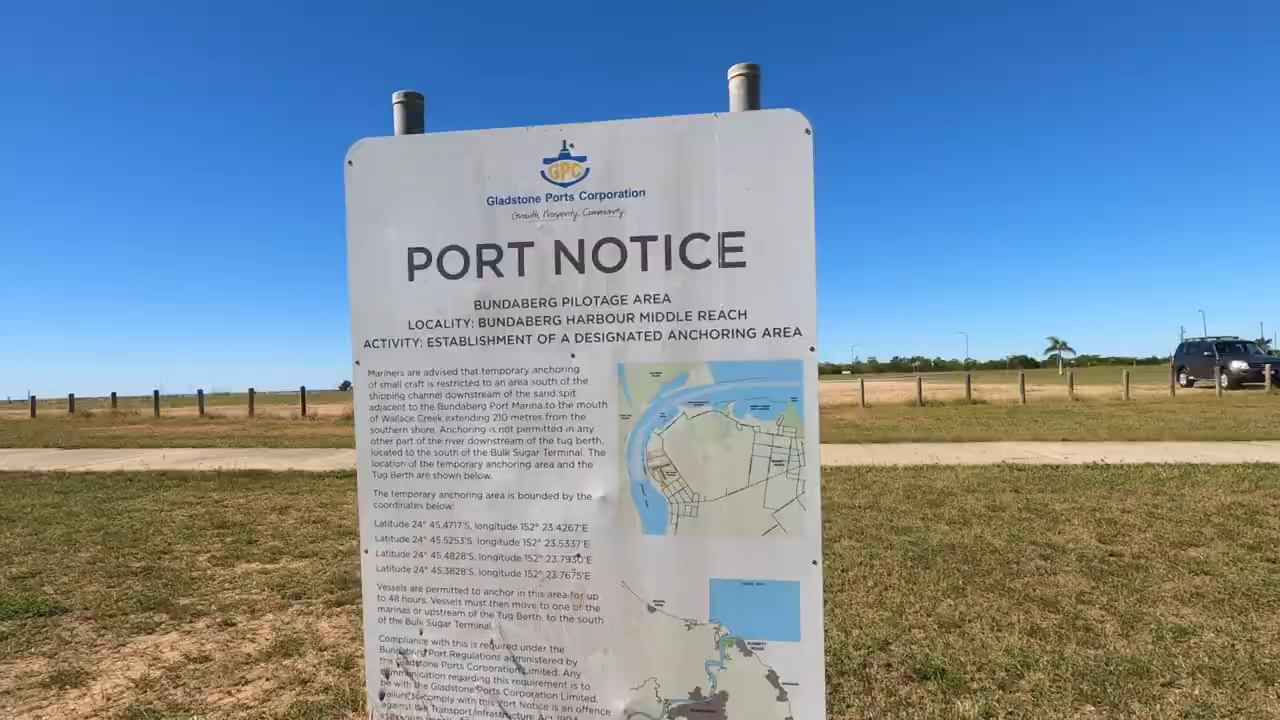 GPC
Gladstone Ports Corporation
Growth, Prosperity, Community.
PORT NOTICE
BUNDABERG PILOTAGE AREA
LOCALITY: BUNDABERG HARBOUR MIDDLE REACH
ACTIVITY: ESTABLISHMENT OF A DESIGNATED ANCHORING AREA
Mariners are advised that temporary anchoring
of small craft is restricted to an area south of the
shipping channel downstream of the sand spit
adjacent to the Bundaberg Port Marina to the mouth
of Wallace Creek extending 210 metres from the
southern shore. Anchoring is not permitted in any
other part of the river downstream of the tug berth,
located to the south of the Bulk Sugar Terminal. The
location of the temporary anchoring area and the
Tug Berth are shown below.
The temporary anchoring area is bounded by the
coordinates below:
Latitude 24° 45.4717'S, longitude 152° 23.4267'E
Latitude 24° 45.5253'S, longitude 152° 23.5337'E
Latitude 24° 45.4828'S, longitude 152° 23.7930'E
Latitude 24° 45.3828'S, longitude 152° 23.7675'E
Vessels are permitted to anchor in this area for up
to 48 hours. Vessels must then move to one of the
marinas or upstream of the Tug Berth, to the south
of the Bulk Sugar Terminal.
Compliance with this is required under the
Bundaberg Port Regulations administered by
the Gladstone Ports Corporation Limited. Any
communication regarding this requirement is to
be with the Gladstone Ports Corporation Limited.
Failure to comply with this Port Notice is an offence
against the Transport Infrastructure Act 1994
BURNETT
HEADS